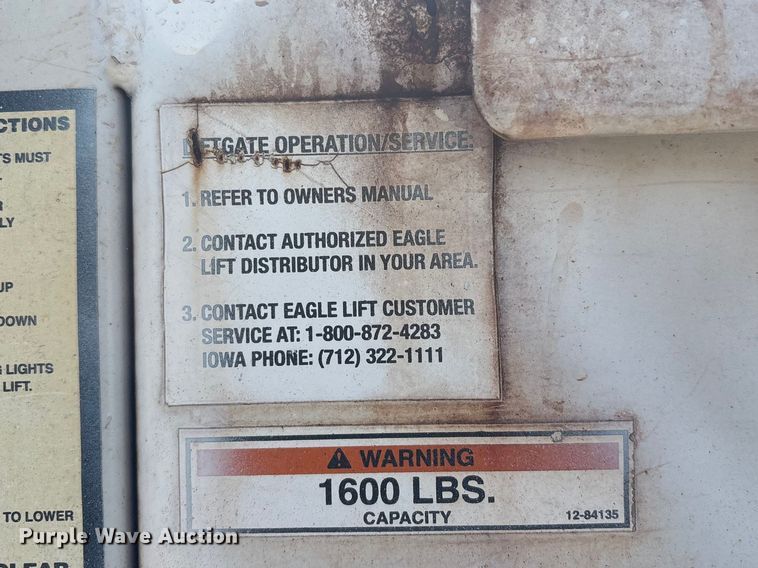 CTIONS
TS MUST
R
LY
UP
DOWN
LIGHTS
LIFT.
TO LOWER
CLEAR
LIFTGATE OPERATION/SERVICE:
1. REFER TO OWNERS MANUAL
2. CONTACT AUTHORIZED EAGLE
LIFT DISTRIBUTOR IN YOUR AREA.
3. CONTACT EAGLE LIFT CUSTOMER
SERVICE AT: 1-800-872-4283
IOWA PHONE: (712) 322-1111
WARNING
1600 LBS.
CAPACITY
12-84135
Purple Wave Auction